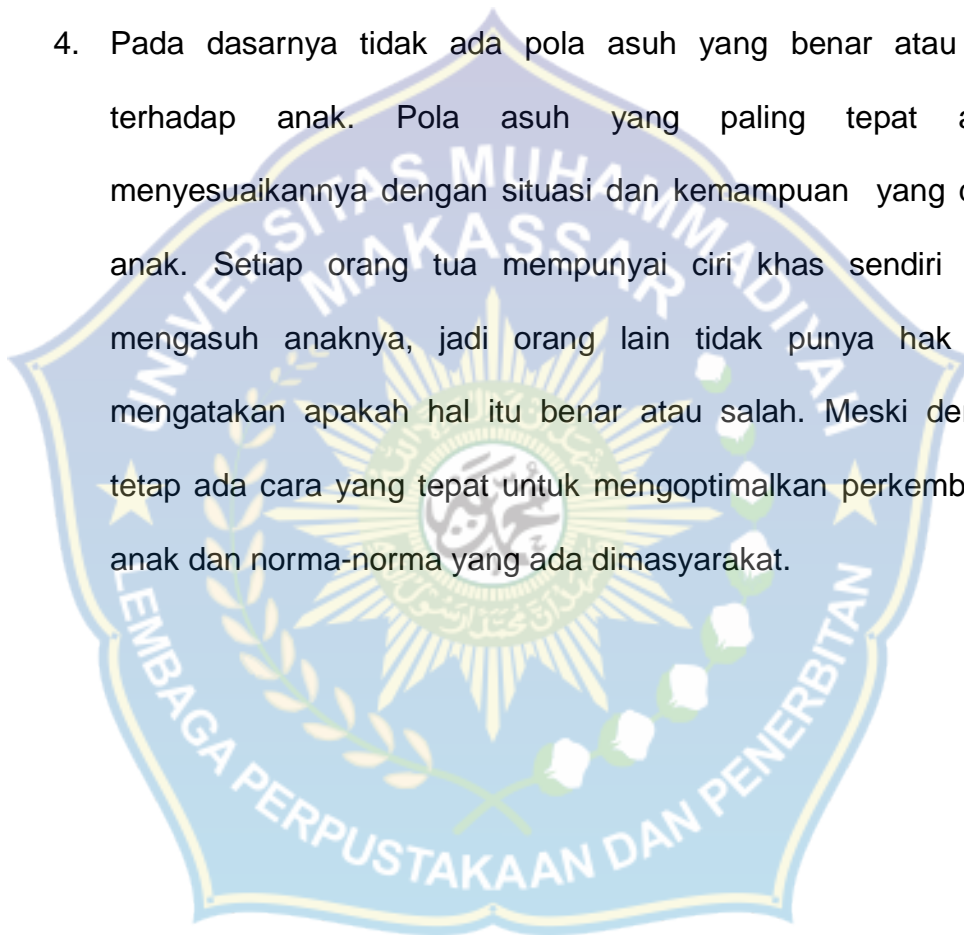 4. Pada dasarnya tidak ada pola asuh yang benar atau
terhadap anak. Pola asuh yang paling tepat
menyesuaikannya dengan situasi dan kemampuan yang
anak. Setiap orang tua mempunyai ciri khas sendiri
mengasuh anaknya, jadi orang lain tidak punya hak
mengatakan apakah hal itu benar atau salah. Meski
tetap ada cara yang tepat untuk mengoptimalkan
anak dan norma-norma yang ada dimasyarakat.
UNIVERSITAS MUHAMMADIYAH
MAKASSAR
LEMBAGA PERPUSTAKAAN DAN PENERBITAN